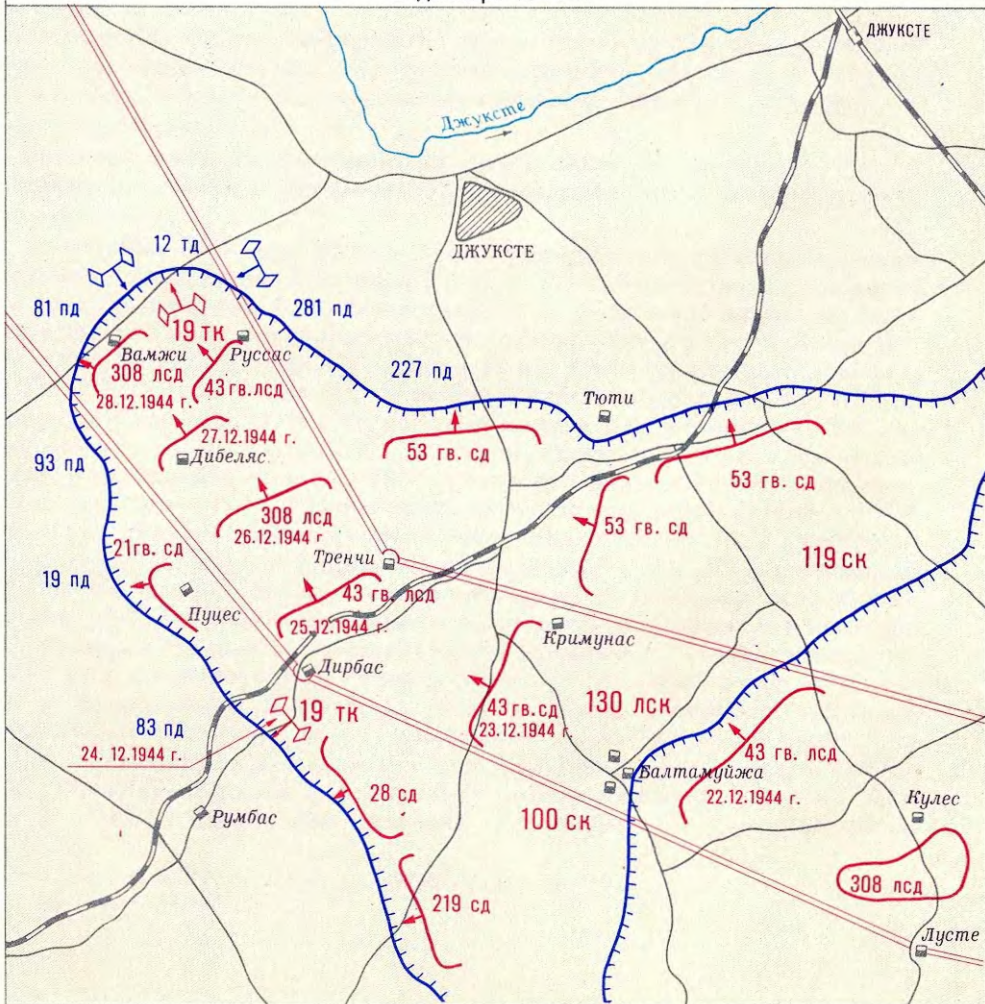 ДЖУКСТЕ
Джуксте
ДЖУКСТЕ
12 тд
81 пд
281 пд
19 тк
Вамжи
Руссас
308 лсд
28.12.1944 г.
43 гв.лсд
227 пд
Тюти
27.12.1944 г.
Дибеляс
53 гв. сд
53 гв. сд
93 пд
308 лсд
26.12.1944 г
53 гв. сд
21 гв. сд
Тренчи
119 ск
19 пд
Пуцес
43 гв. лсд
25.12.1944 г.
Кримунас
Дирбас
130 лск
19 тк
43 гв.сд
23.12.1944 г.
83 пд
24. 12.1944 г.
43 гв. лсд
22.12.1944 г.
Балтамуйжа
28 сд
100 ск
Кулес
Румбас
308 лсд
219 сд
Лусте